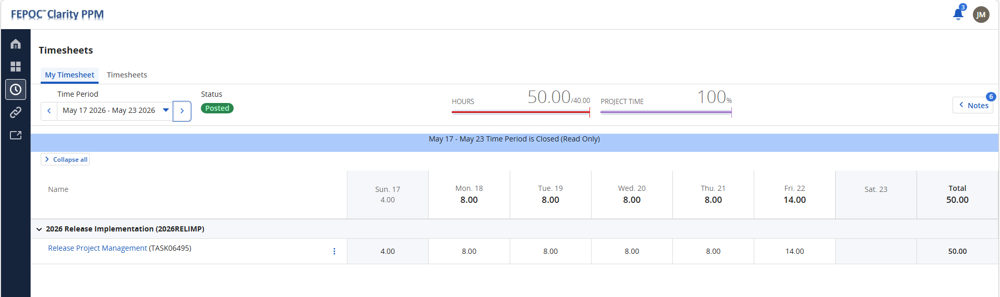 FEPOC™ Clarity PPM
3
JM
Timesheets
My Timesheet
Timesheets
Time Period
Status
HOURS
50.00/40.00
PROJECT TIME
100%
6
May 17 2026 - May 23 2026
Posted
Notes
May 17 - May 23 Time Period is Closed (Read Only)
Collapse all
Name
Sun. 17
4.00
Mon. 18
8.00
Tue. 19
8.00
Wed. 20
8.00
Thu. 21
8.00
Fri. 22
14.00
Sat. 23
Total
50.00
2026 Release Implementation (2026RELIMP)
Release Project Management (TASK06495)
4.00
8.00
8.00
8.00
8.00
14.00
50.00